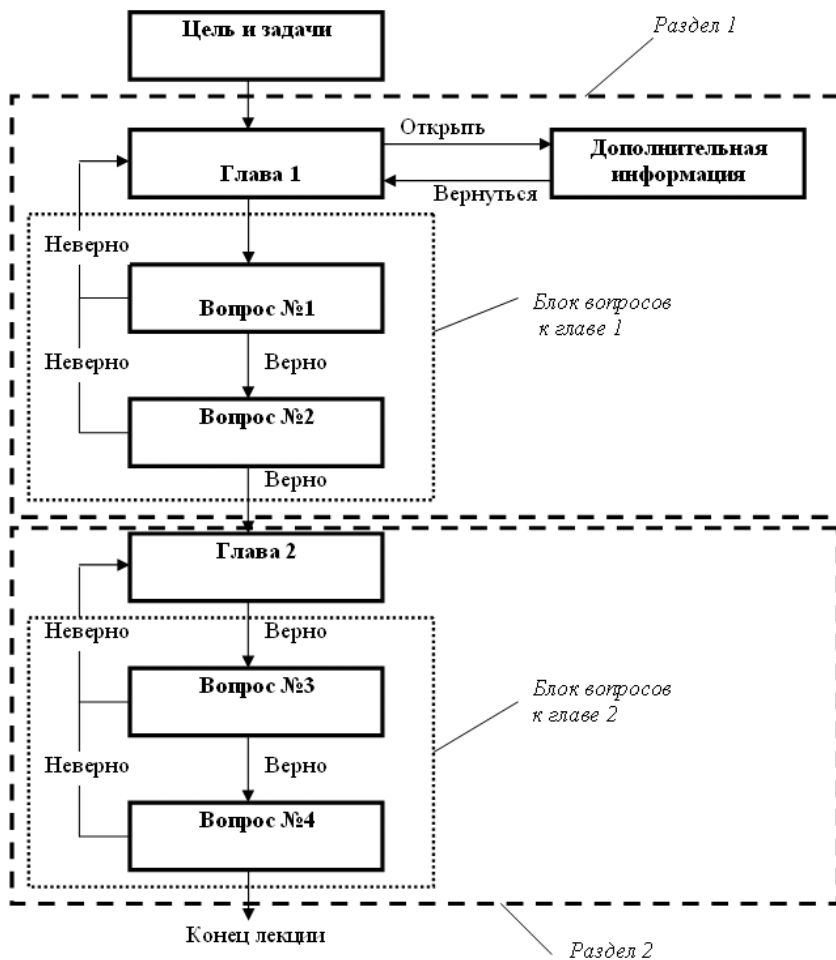 Цель и задачи
Раздел 1
Открыть
Дополнительная
информация
Глава 1
Вернуться
Неверно
Блок вопросов
к главе 1
Вопрос №1
Неверно
Верно
Вопрос №2
Верно
Глава 2
Неверно
Верно
Вопрос №3
Блок вопросов
к главе 2
Неверно
Верно
Вопрос №4
Конец лекции
Раздел 2